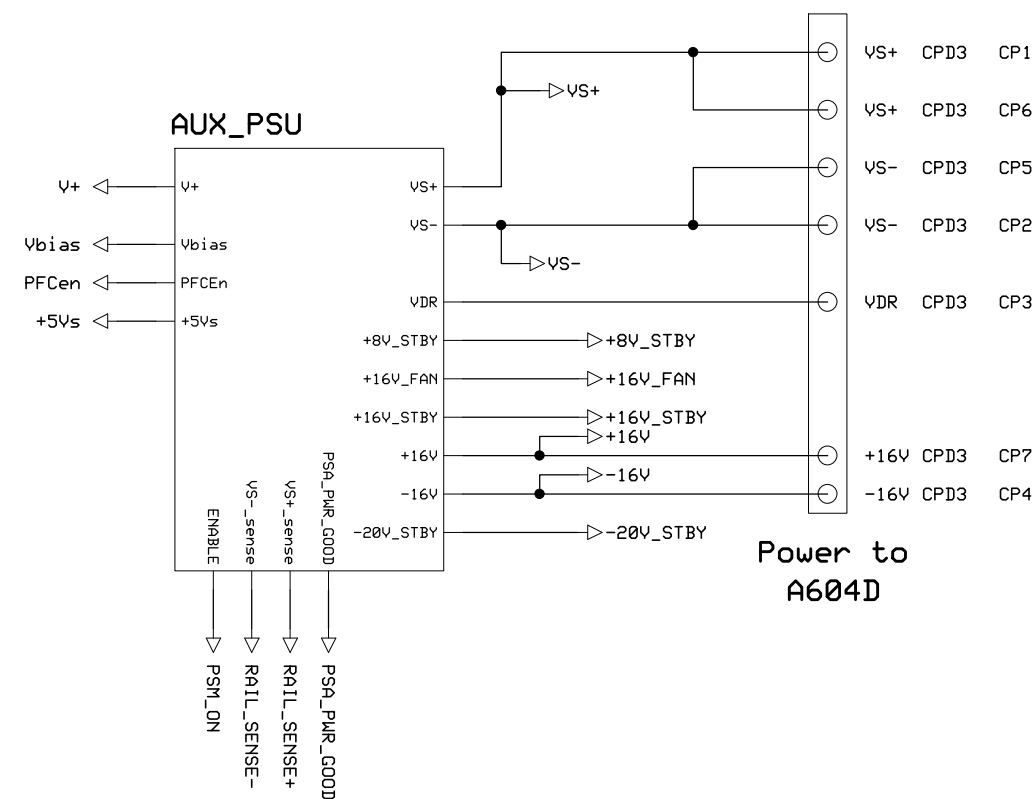 VS+ CPD3 CP1
VS+
VS+ CPD3 CP6
AUX_PSU
VS- CPD3 CP5
V+ V+ VS+
VS- VS- CPD3 CP2
Vbias Vbias
VS-
PFCen PFCEn
VDR VDR CPD3 CP3
+5Vs +5Vs
+8V_STBY +8V_STBY
+16V_FAN +16V_FAN
+16V_STBY +16V_STBY
+16V
+16V +16V CPD3 CP7
-16V
-16V -16V CPD3 CP4
-20V_STBY -20V_STBY
ENABLE
VS-_sense
VS+_sense
PSA_PWR_GOOD
Power to
A604D
PSM_ON
RAIL_SENSE-
RAIL_SENSE+
PSA_PWR_GOOD